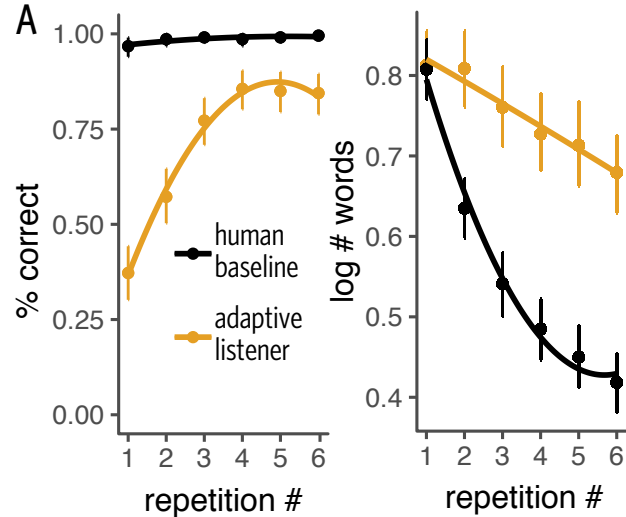 A
% correct
1.00
0.75
0.50
0.25
0.00
human
baseline
adaptive
listener
1 2 3 4 5 6
repetition #
log # words
0.8
0.7
0.6
0.5
0.4
1 2 3 4 5 6
repetition #